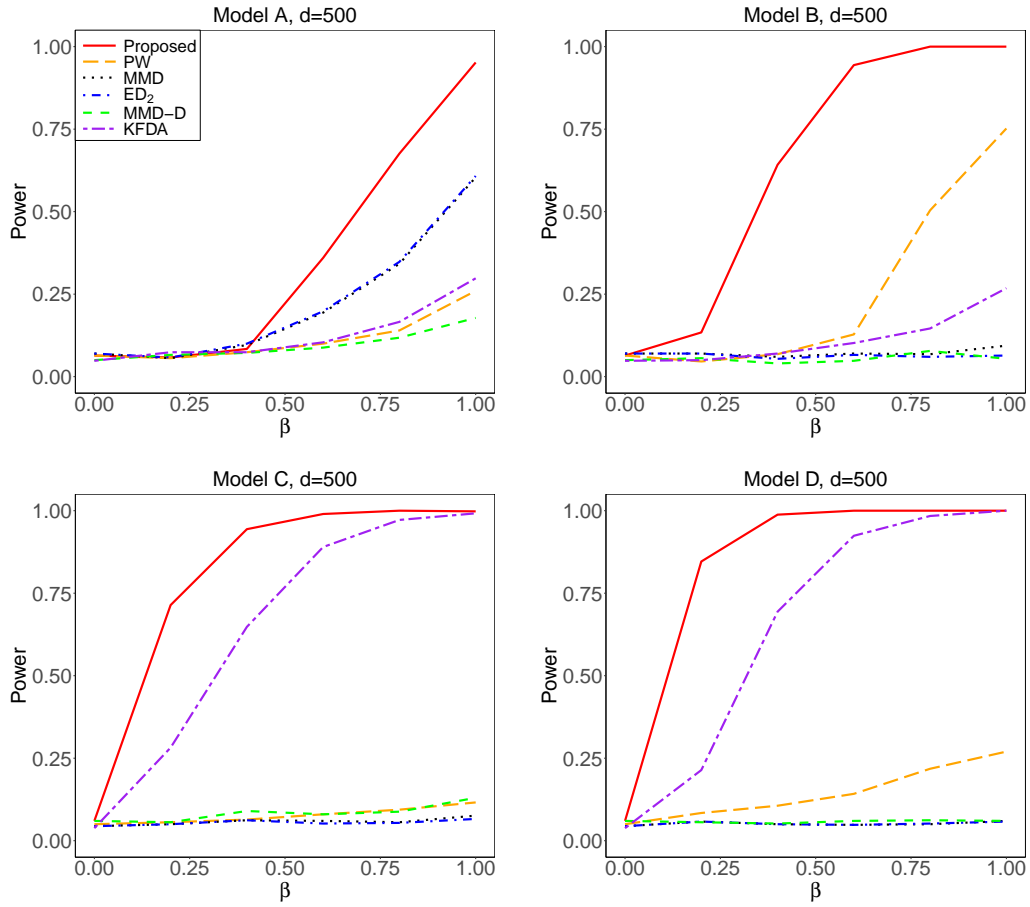 Model A, d=500
Power
1.00
0.75
0.50
0.25
0.00
Proposed
PW
MMD
ED₂
MMD-D
KFDA
0.00 0.25 0.50 0.75 1.00
β
Model B, d=500
Power
1.00
0.75
0.50
0.25
0.00
0.00 0.25 0.50 0.75 1.00
β
Model C, d=500
Power
1.00
0.75
0.50
0.25
0.00
0.00 0.25 0.50 0.75 1.00
β
Model D, d=500
Power
1.00
0.75
0.50
0.25
0.00
0.00 0.25 0.50 0.75 1.00
β